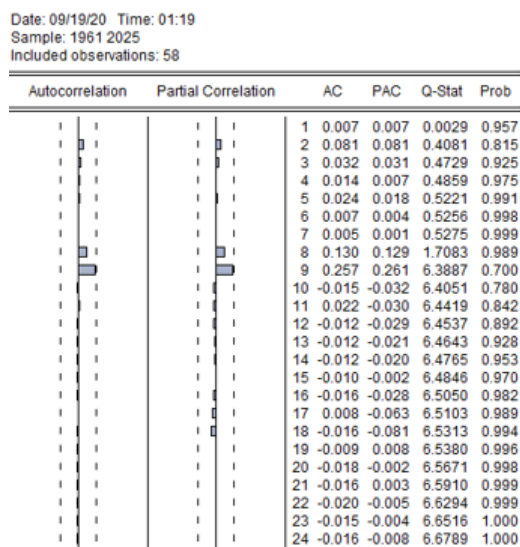 Date: 09/19/20 Time: 01:19
Sample: 1961 2025
Included observations: 58
Autocorrelation Partial Correlation AC PAC Q-Stat Prob
1 0.007 0.007 0.0029 0.957
2 0.081 0.081 0.4081 0.815
3 0.032 0.031 0.4729 0.925
4 0.014 0.007 0.4859 0.975
5 0.024 0.018 0.5221 0.991
6 0.007 0.004 0.5256 0.998
7 0.005 0.001 0.5275 0.999
8 0.130 0.129 1.7083 0.989
9 0.257 0.261 6.3887 0.700
10 -0.015 -0.032 6.4051 0.780
11 0.022 -0.030 6.4419 0.842
12 -0.012 -0.029 6.4537 0.892
13 -0.012 -0.021 6.4643 0.928
14 -0.012 -0.020 6.4765 0.953
15 -0.010 -0.002 6.4846 0.970
16 -0.016 -0.028 6.5050 0.982
17 0.008 -0.063 6.5103 0.989
18 -0.016 -0.081 6.5313 0.994
19 -0.009 0.008 6.5380 0.996
20 -0.018 -0.002 6.5671 0.998
21 -0.016 0.003 6.5910 0.999
22 -0.020 -0.005 6.6294 0.999
23 -0.015 -0.004 6.6516 1.000
24 -0.016 -0.008 6.6789 1.000